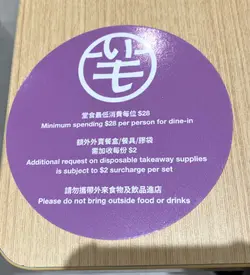 堂食最低消費每位 $28
Minimum spending $28 per person for dine-in
額外外賣餐盒/餐具/膠袋
需加收每份 $2
Additional request on disposable takeaway supplies
is subject to $2 surcharge per set
請勿攜帶外來食物及飲品進店
Please do not bring outside food or drinks